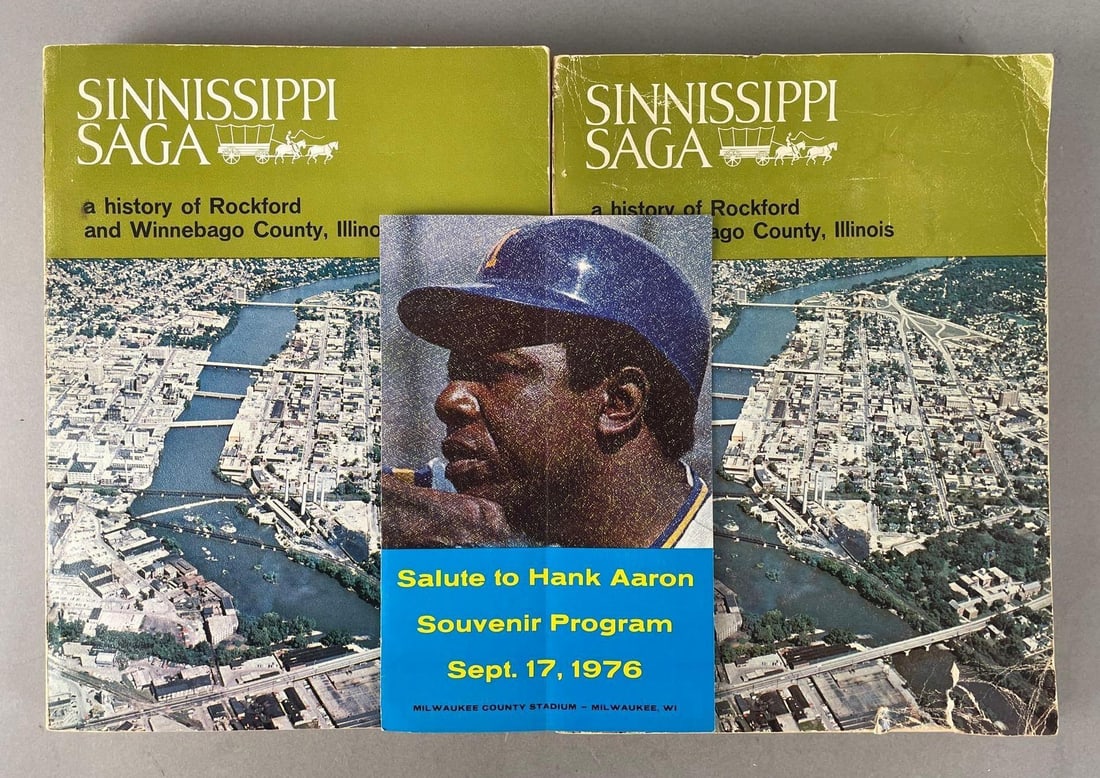 SINNISSIPPI
SAGA
a history of Rockford
and Winnebago County, Illino
SINNISSIPPI
SAGA
a history of Rockford
ago County, Illinois
Salute to Hank Aaron
Souvenir Program
Sept. 17, 1976
MILWAUKEE COUNTY STADIUM – MILWAUKEE, WI